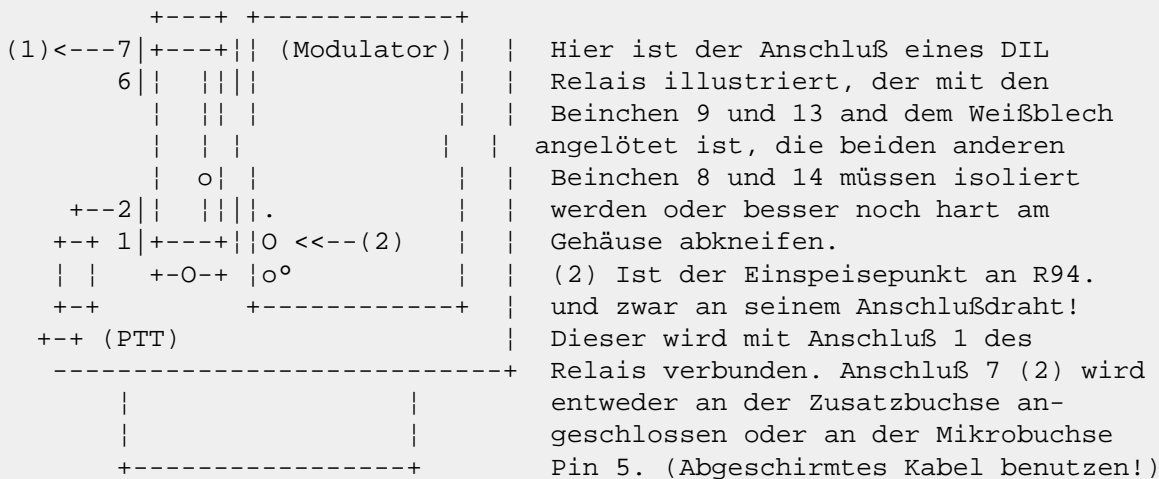 +---+ +------------+
(1)<---7|+---+¦¦ (Modulator)¦  ¦  Hier ist der Anschluß eines DIL
       6|¦  ¦¦|¦            ¦  ¦  Relais illustriert, der mit den
         ¦  ¦¦ ¦            ¦  ¦  Beinchen 9 und 13 and dem Weißblech
         ¦  ¦ ¦            ¦  ¦ angelötet ist, die beiden anderen
         ¦  o¦ ¦            ¦  ¦  Beinchen 8 und 14 müssen isoliert
    +--2|¦  ¦¦|¦.           ¦  ¦  werden oder besser noch hart am
   +-+ 1|+---+¦¦O <<--(2)   ¦  ¦  Gehäuse abkneifen.
   ¦ ¦   +-O-+ ¦oº          ¦  ¦  (2) Ist der Einspeisepunkt an R94.
   +-+         +------------+  ¦  und zwar an seinem Anschlußdraht!
  +-+ (PTT)                    ¦  Dieser wird mit Anschluß 1 des
   ----------------------------+  Relais verbunden. Anschluß 7 (2) wird
       ¦                 ¦        entweder an der Zusatzbuchse an-
       ¦                 ¦        geschlossen oder an der Mikrobuchse
       +-----------------+        Pin 5. (Abgeschirmtes Kabel benutzen!)